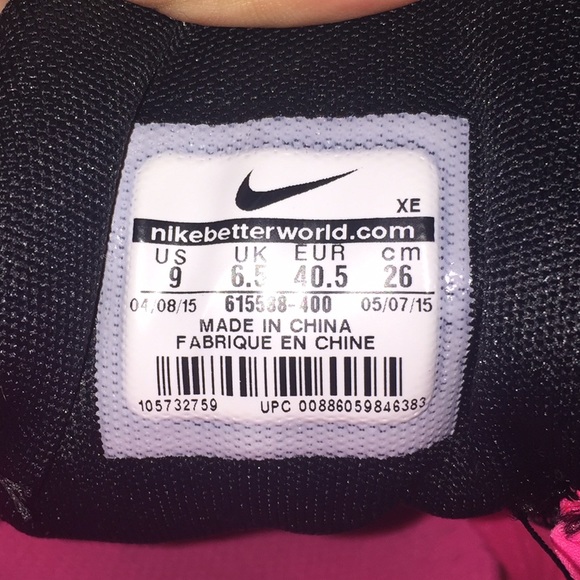 XE
nikebetterworld.com
US UK EUR cm
9 6.5 40.5 26
04/08/15 615588-400 05/07/15
MADE IN CHINA
FABRIQUE EN CHINE
105732759 UPC 00886059846383